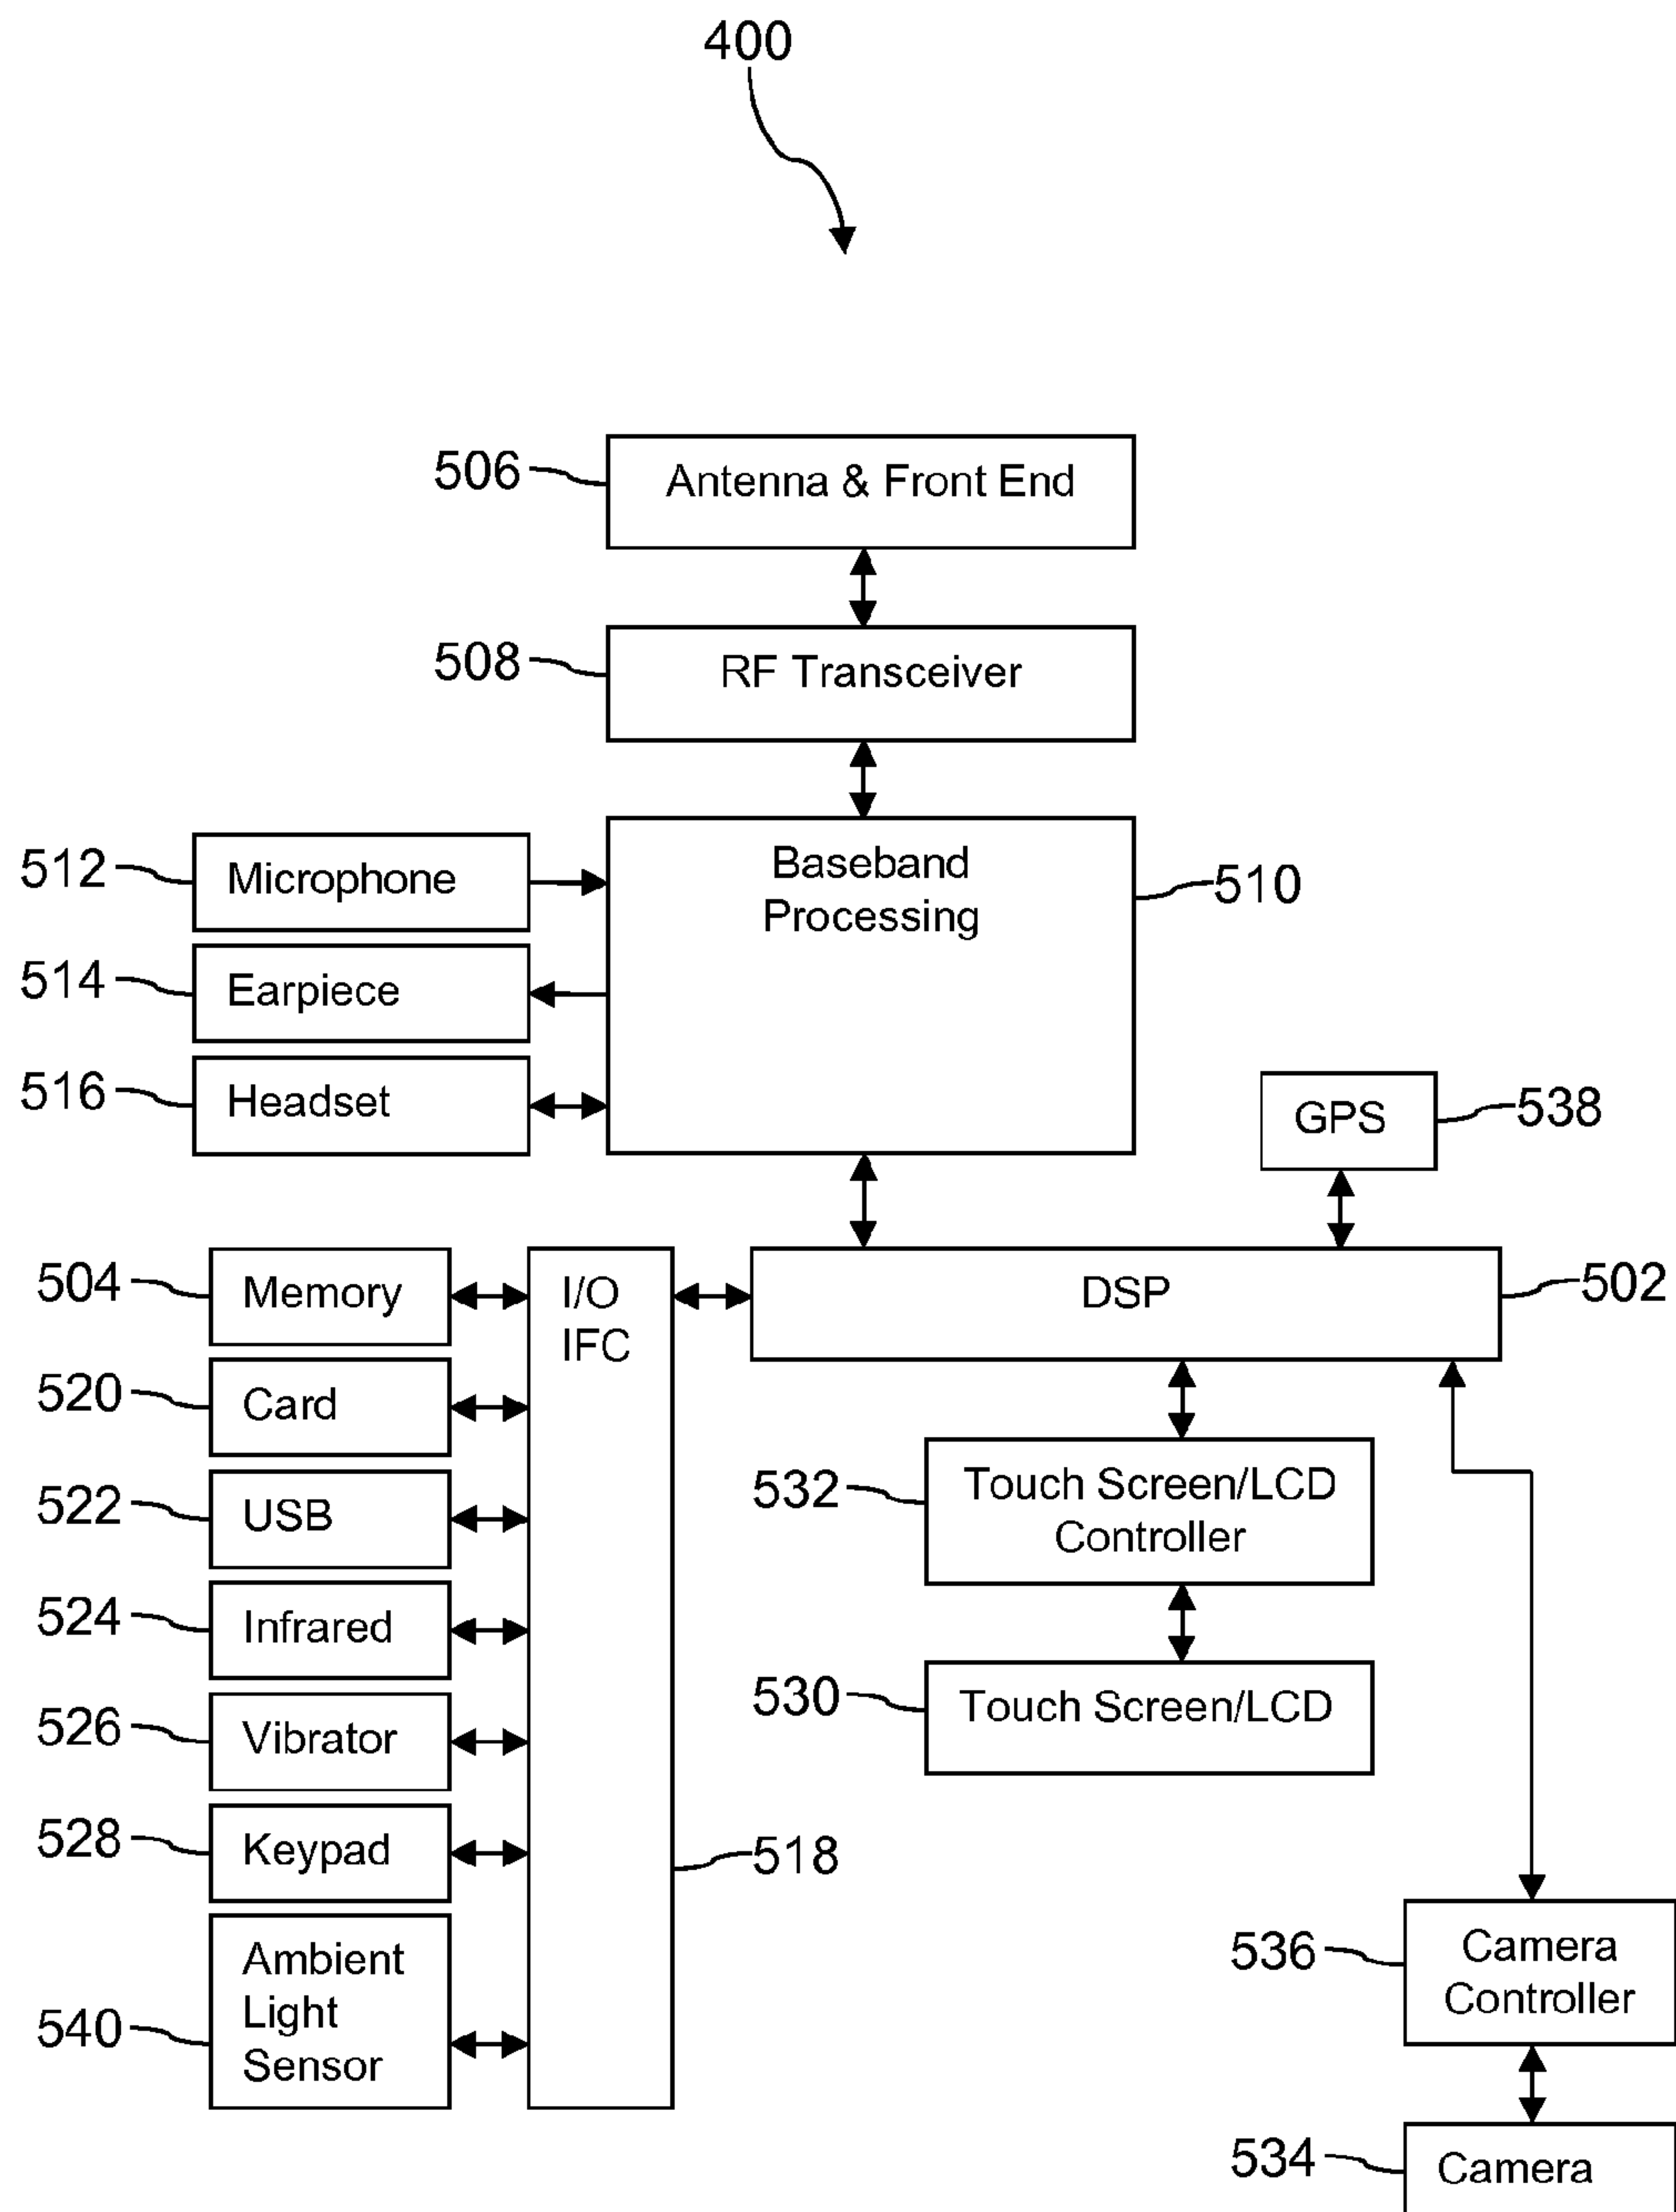 400
506
Antenna & Front End
508
RF Transceiver
512
Microphone
Baseband
Processing
510
514
Earpiece
516
Headset
GPS
538
504
Memory
I/O
IFC
DSP
502
520
Card
522
USB
532
Touch Screen/LCD
Controller
524
Infrared
530
Touch Screen/LCD
526
Vibrator
528
Keypad
518
540
Ambient
Light
Sensor
536
Camera
Controller
534
Camera